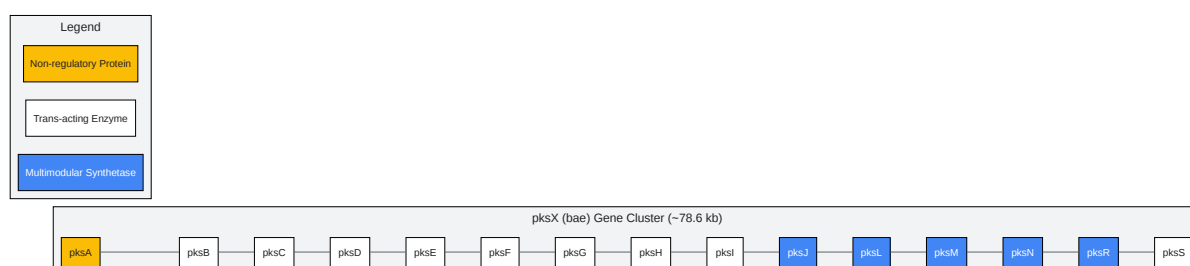 Legend
Non-regulatory Protein
Trans-acting Enzyme
Multimodular Synthetase
pksX (bae) Gene Cluster (~78.6 kb)
pksA pksB pksC pksD pksE pksF pksG pksH pksI pksJ pksL pksM pksN pksR pksS